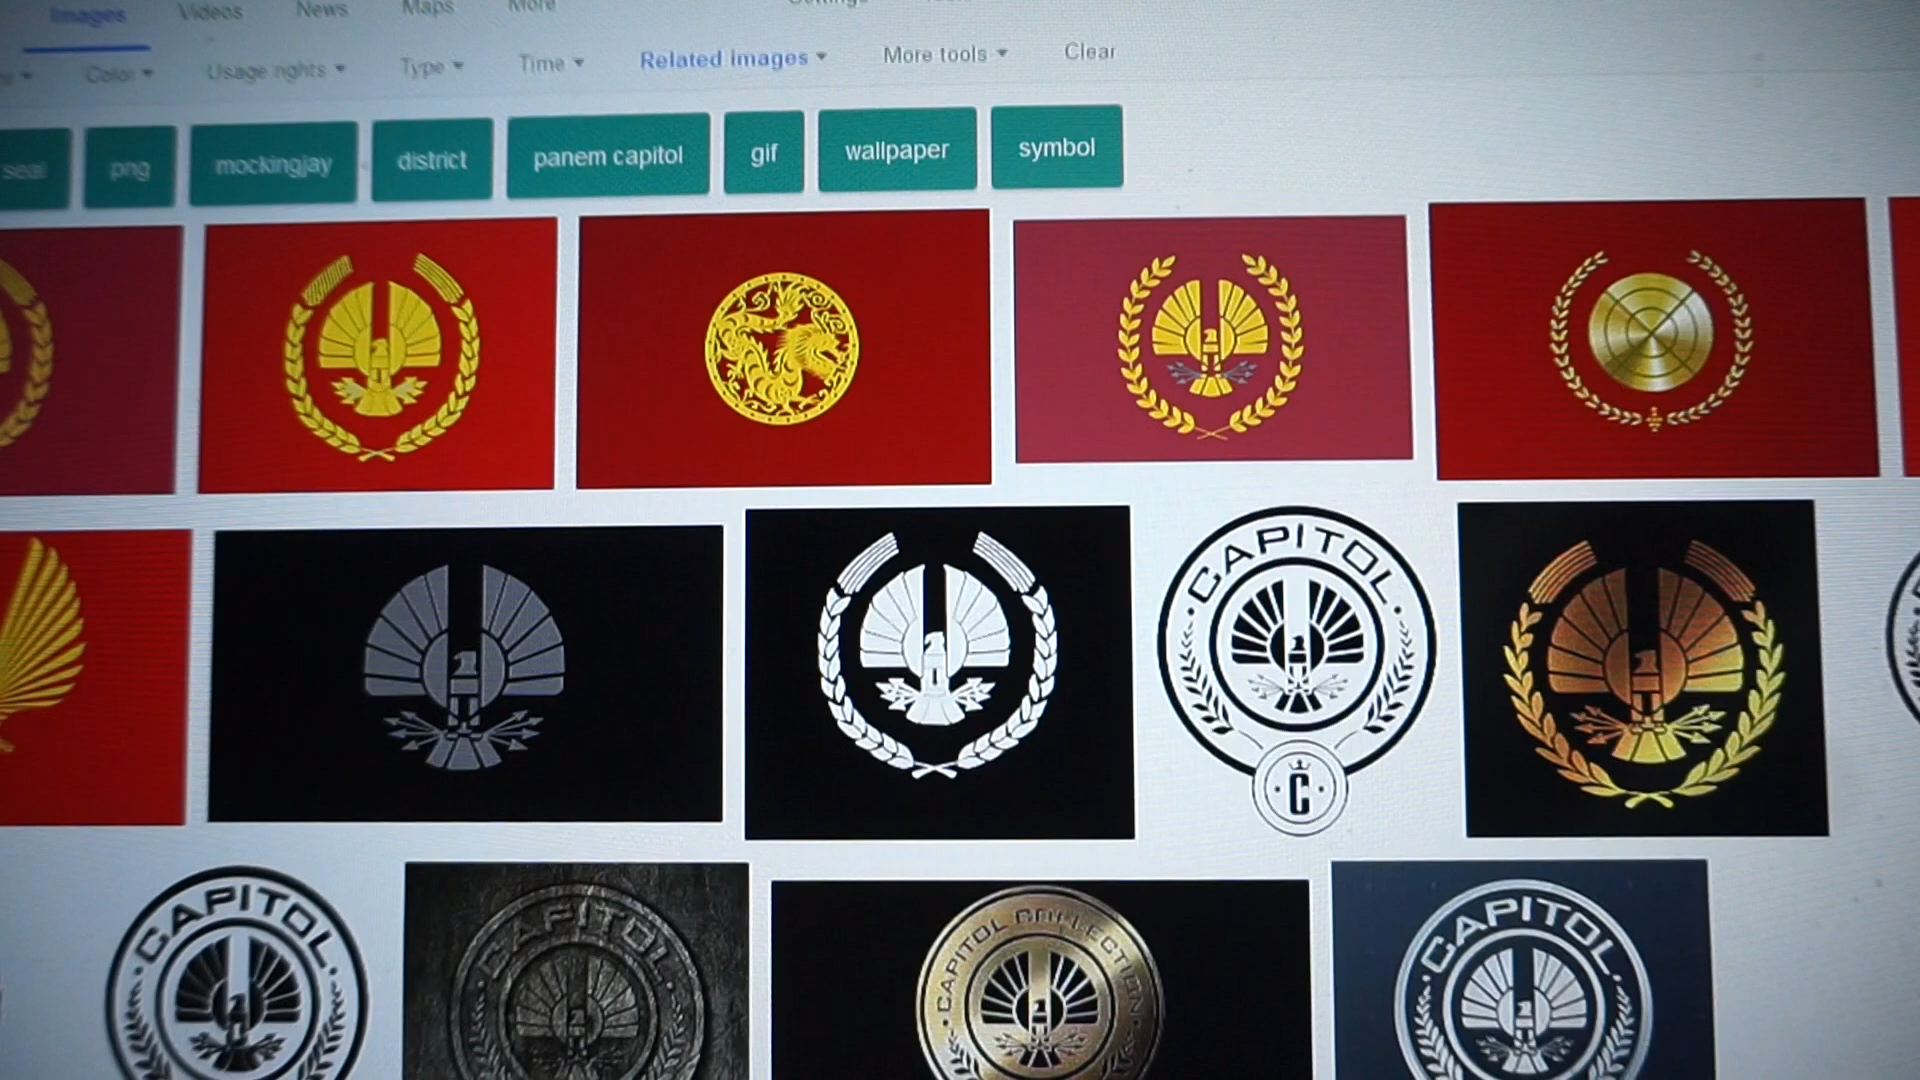 Images Videos News Maps More
Color Usage rights Type Time Related images More tools Clear
seal png mockingjay district panem capitol gif wallpaper symbol
CAPITOL
C
CAPITOL
CAPITOL
CAPITOL COLLECTION
CAPITOL